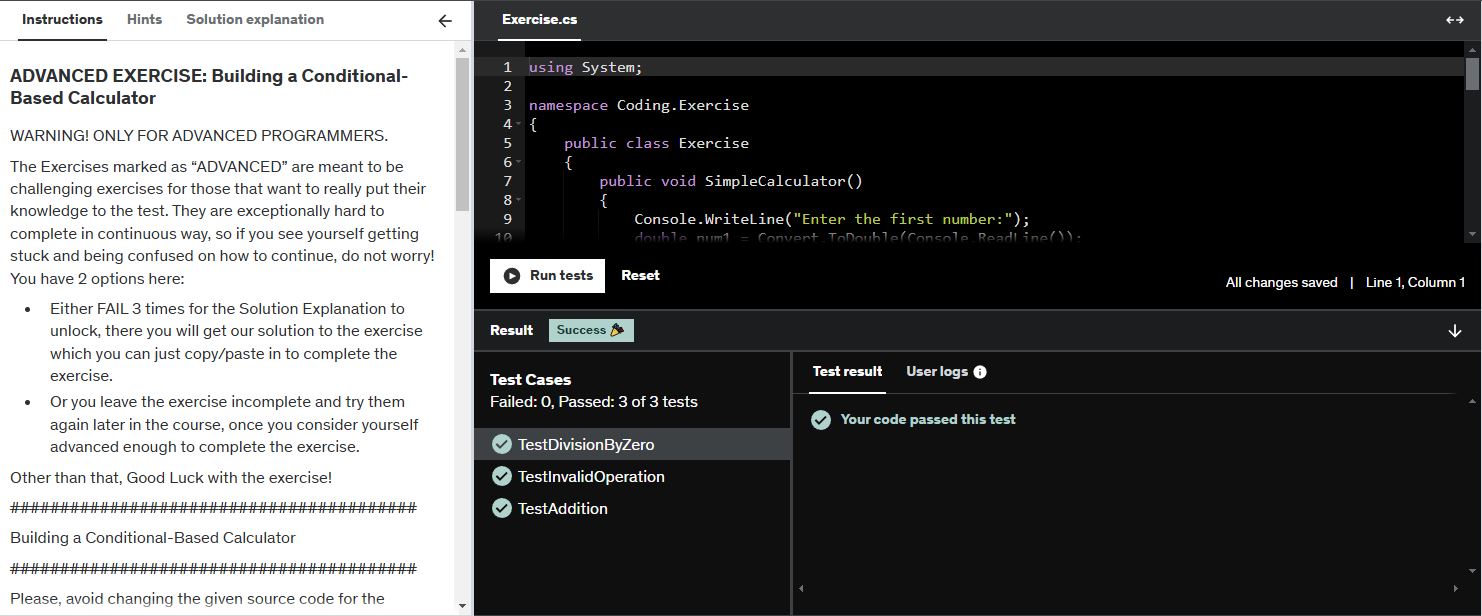 Instructions Hints Solution explanation
ADVANCED EXERCISE: Building a Conditional-
Based Calculator
WARNING! ONLY FOR ADVANCED PROGRAMMERS.
The Exercises marked as “ADVANCED” are meant to be
challenging exercises for those that want to really put their
knowledge to the test. They are exceptionally hard to
complete in continuous way, so if you see yourself getting
stuck and being confused on how to continue, do not worry!
You have 2 options here:
• Either FAIL 3 times for the Solution Explanation to
unlock, there you will get our solution to the exercise
which you can just copy/paste in to complete the
exercise.
• Or you leave the exercise incomplete and try them
again later in the course, once you consider yourself
advanced enough to complete the exercise.
Other than that, Good Luck with the exercise!
#########################################
Building a Conditional-Based Calculator
#########################################
Please, avoid changing the given source code for the
Exercise.cs
1 using System;
2
3 namespace Coding.Exercise
4 {
5 public class Exercise
6 {
7 public void SimpleCalculator()
8 {
9 Console.WriteLine("Enter the first number:");
10 double num1 = Convert.ToDouble(Console.ReadLine());
Run tests Reset
All changes saved | Line 1, Column 1
Result Success
Test Cases
Failed: 0, Passed: 3 of 3 tests
TestDivisionByZero
TestInvalidOperation
TestAddition
Test result User logs
Your code passed this test